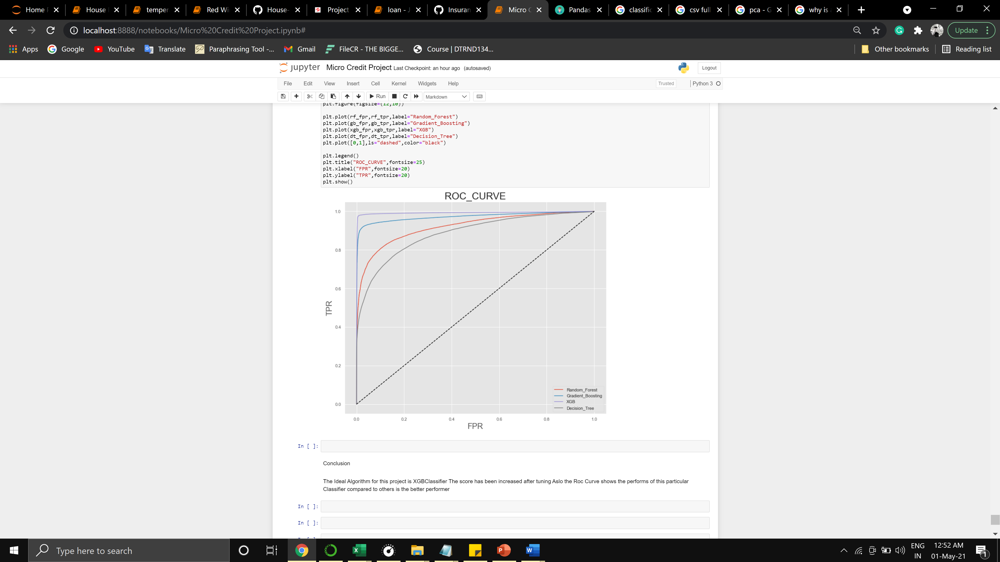 Home
House
temper
Red Wi
House-
Project
loan - J
Insuran
Micro C
Pandas
classific
csv full
pca - G
why is
localhost:8888/notebooks/Micro%20Credit%20Project.ipynb#
Update
Apps
Google
YouTube
Translate
Paraphrasing Tool -...
Gmail
FileCR - THE BIGGE...
Course | DTRND134...
Other bookmarks
Reading list
jupyter Micro Credit Project Last Checkpoint: an hour ago (autosaved)
Logout
File Edit View Insert Cell Kernel Widgets Help
Trusted
Python 3
Run
Markdown
plt.figure(figsize=(12,10))
plt.plot(rf_fpr,rf_tpr,label="Random_Forest")
plt.plot(gb_fpr,gb_tpr,label="Gradient_Boosting")
plt.plot(xgb_fpr,xgb_tpr,label="XGB")
plt.plot(dt_fpr,dt_tpr,label="Decision_Tree")
plt.plot([0,1],ls="dashed",color="black")
plt.legend()
plt.title("ROC_CURVE",fontsize=25)
plt.xlabel("FPR",fontsize=20)
plt.ylabel("TPR",fontsize=20)
plt.show()
ROC_CURVE
1.0
0.8
0.6
TPR
0.4
0.2
0.0
Random_Forest
Gradient_Boosting
XGB
Decision_Tree
0.0 0.2 0.4 0.6 0.8 1.0
FPR
In [ ]:
Conclusion
The Ideal Algorithm for this project is XGBClassifier The score has been increased after tuning Aslo the Roc Curve shows the performs of this particular
Classifier compared to others is the better performer
In [ ]:
In [ ]:
Type here to search
ENG
IN
12:52 AM
01-May-21
1